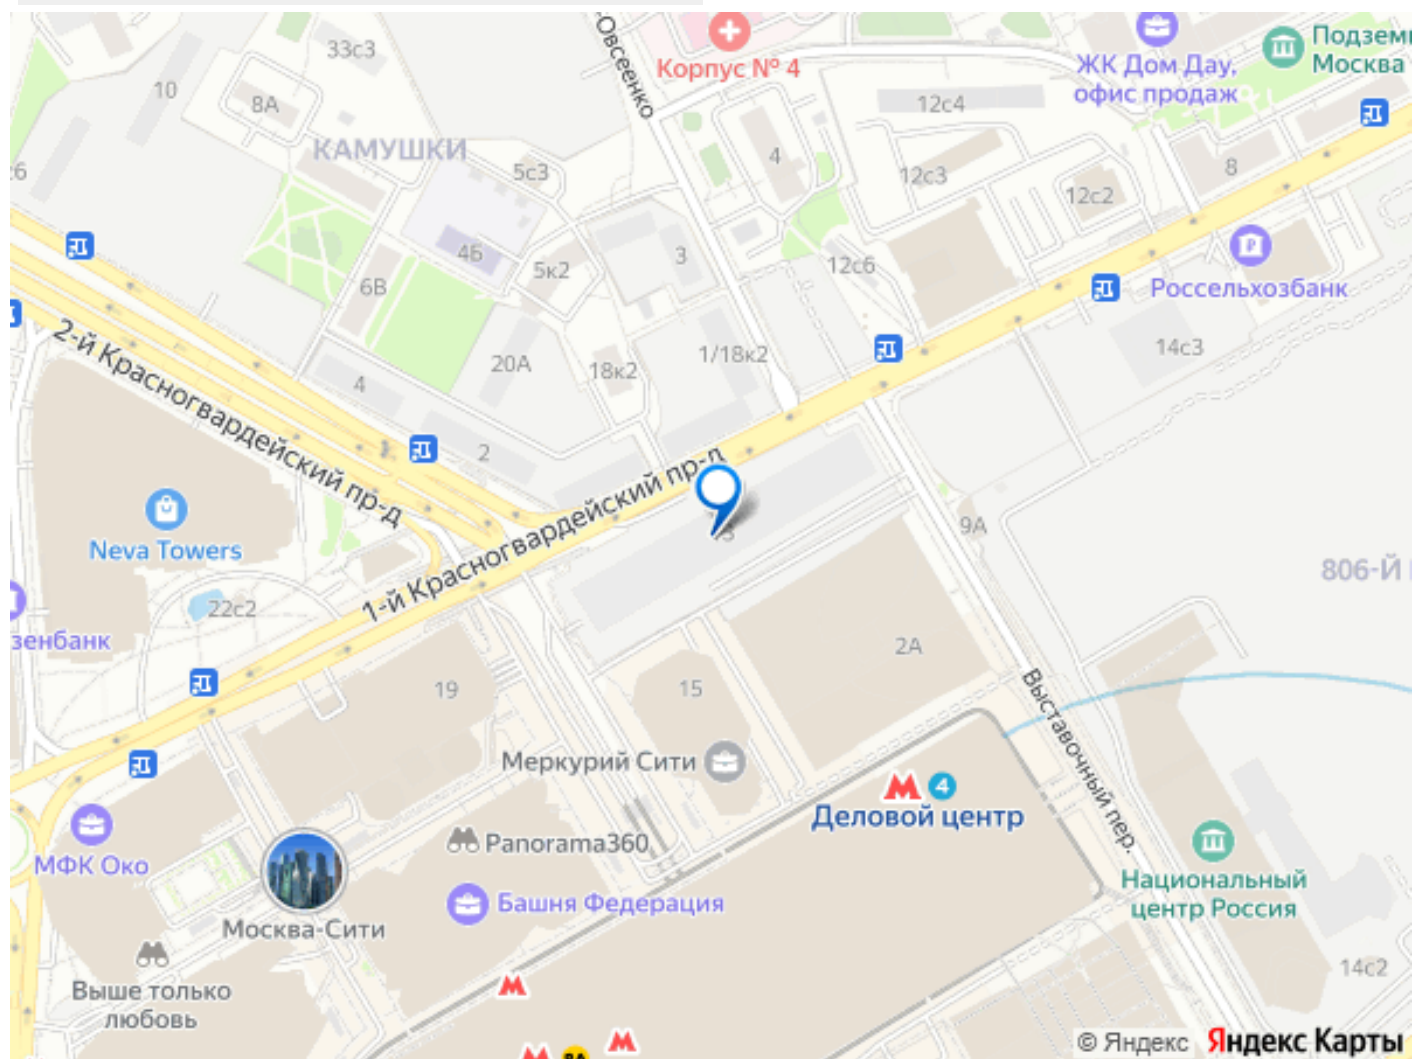 33с3
-Овсеенко
Корпус № 4
ЖК Дом Дау,
офис продаж
Подземн
Москва
10
8А
12с4
КАМУШКИ
4
8
5с3
12с3
12с2
6
4Б
5к2
3
12с6
6В
Россельхозбанк
2-й Красногвардейский пр-д
20А
18к2
1/18к2
14с3
4
2
1-й Красногвардейский пр-д
Neva Towers
9А
806-Й
22с2
зенбанк
2А
19
15
Выставочный пер.
Меркурий Сити
4
Деловой центр
Panorama360
МФК Око
Башня Федерация
Национальный
центр Россия
Москва-Сити
Выше только
любовь
14с2
© Яндекс Яндекс Карты